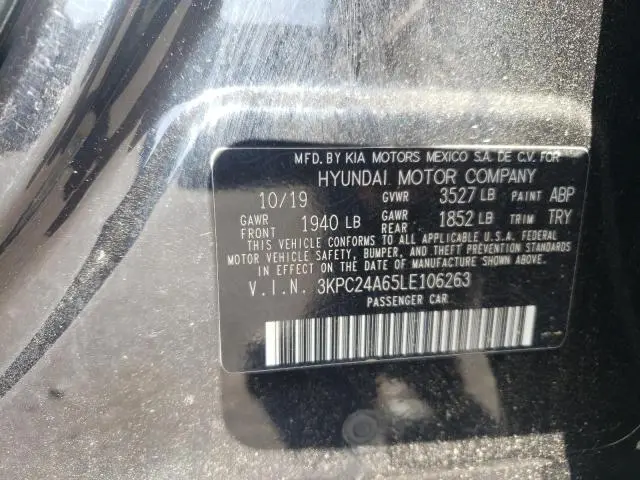 MFD. BY KIA MOTORS MEXICO S.A. DE C.V. FOR
HYUNDAI MOTOR COMPANY
10/19 GVWR 3527 LB PAINT ABP
GAWR FRONT 1940 LB GAWR REAR 1852 LB TRIM TRY
THIS VEHICLE CONFORMS TO ALL APPLICABLE U.S.A. FEDERAL
MOTOR VEHICLE SAFETY, BUMPER, AND THEFT PREVENTION STANDARDS
IN EFFECT ON THE DATE OF MANUFACTURE SHOWN ABOVE.
V.I.N. 3KPC24A65LE106263
PASSENGER CAR